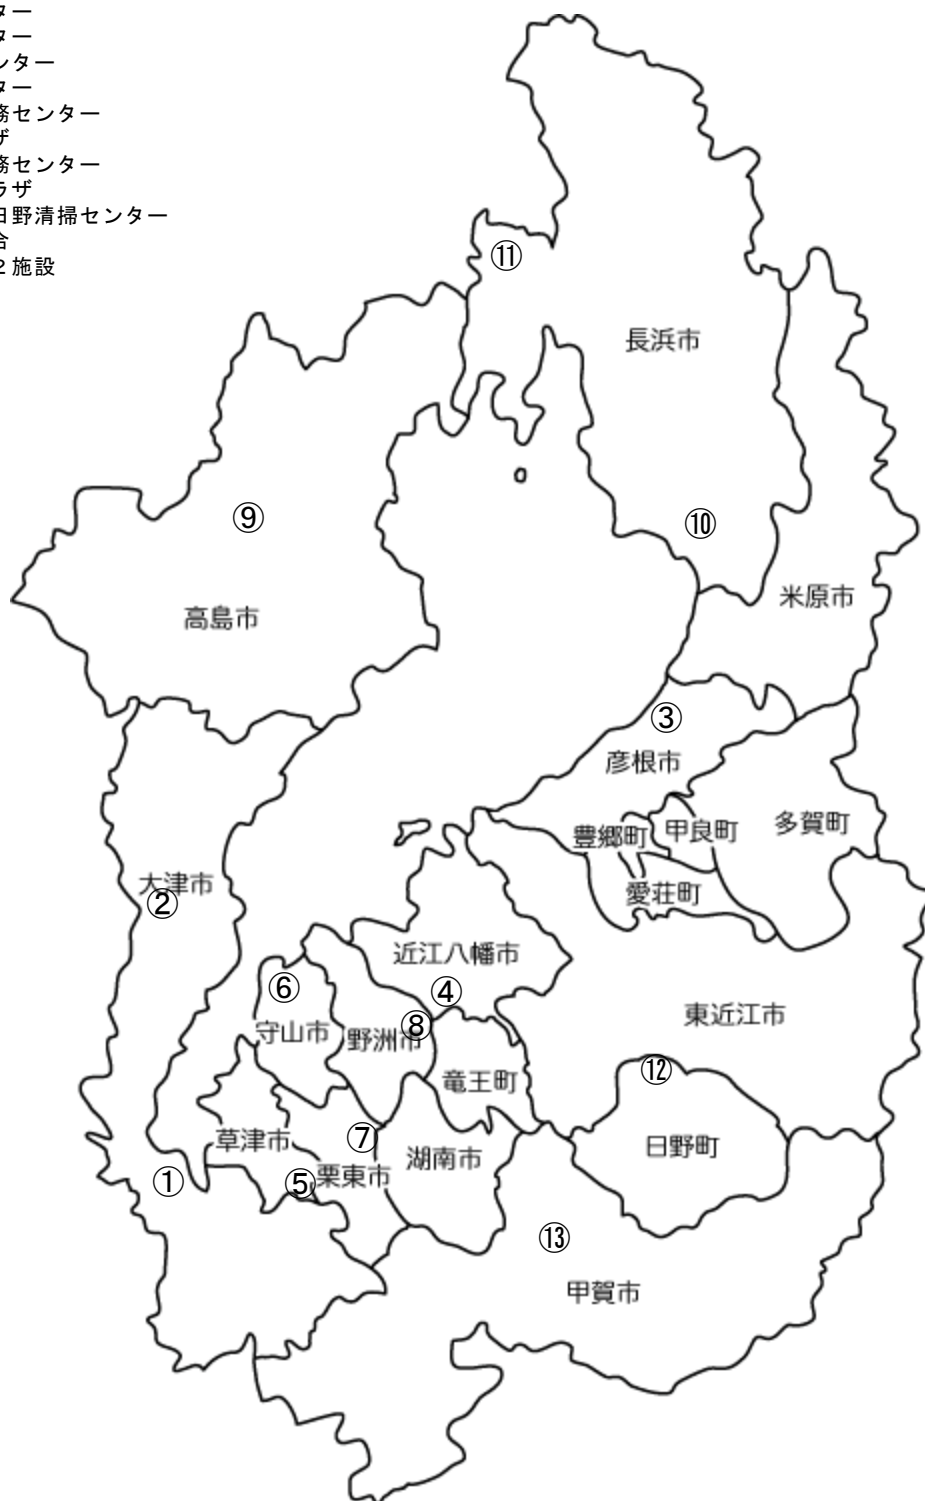 ター
ター
ンター
ター
務センター
ザ
務センター
ラザ
日野清掃センター
合
２施設
⑪
長浜市
⑨
⑩
高島市
米原市
③
彦根市
豊郷町
甲良町
多賀町
大津市
②
愛荘町
近江八幡市
⑥
④
守山市
野洲市
⑧
東近江市
竜王町
⑫
草津市
⑦
湖南市
日野町
①
⑤
栗東市
⑬
甲賀市